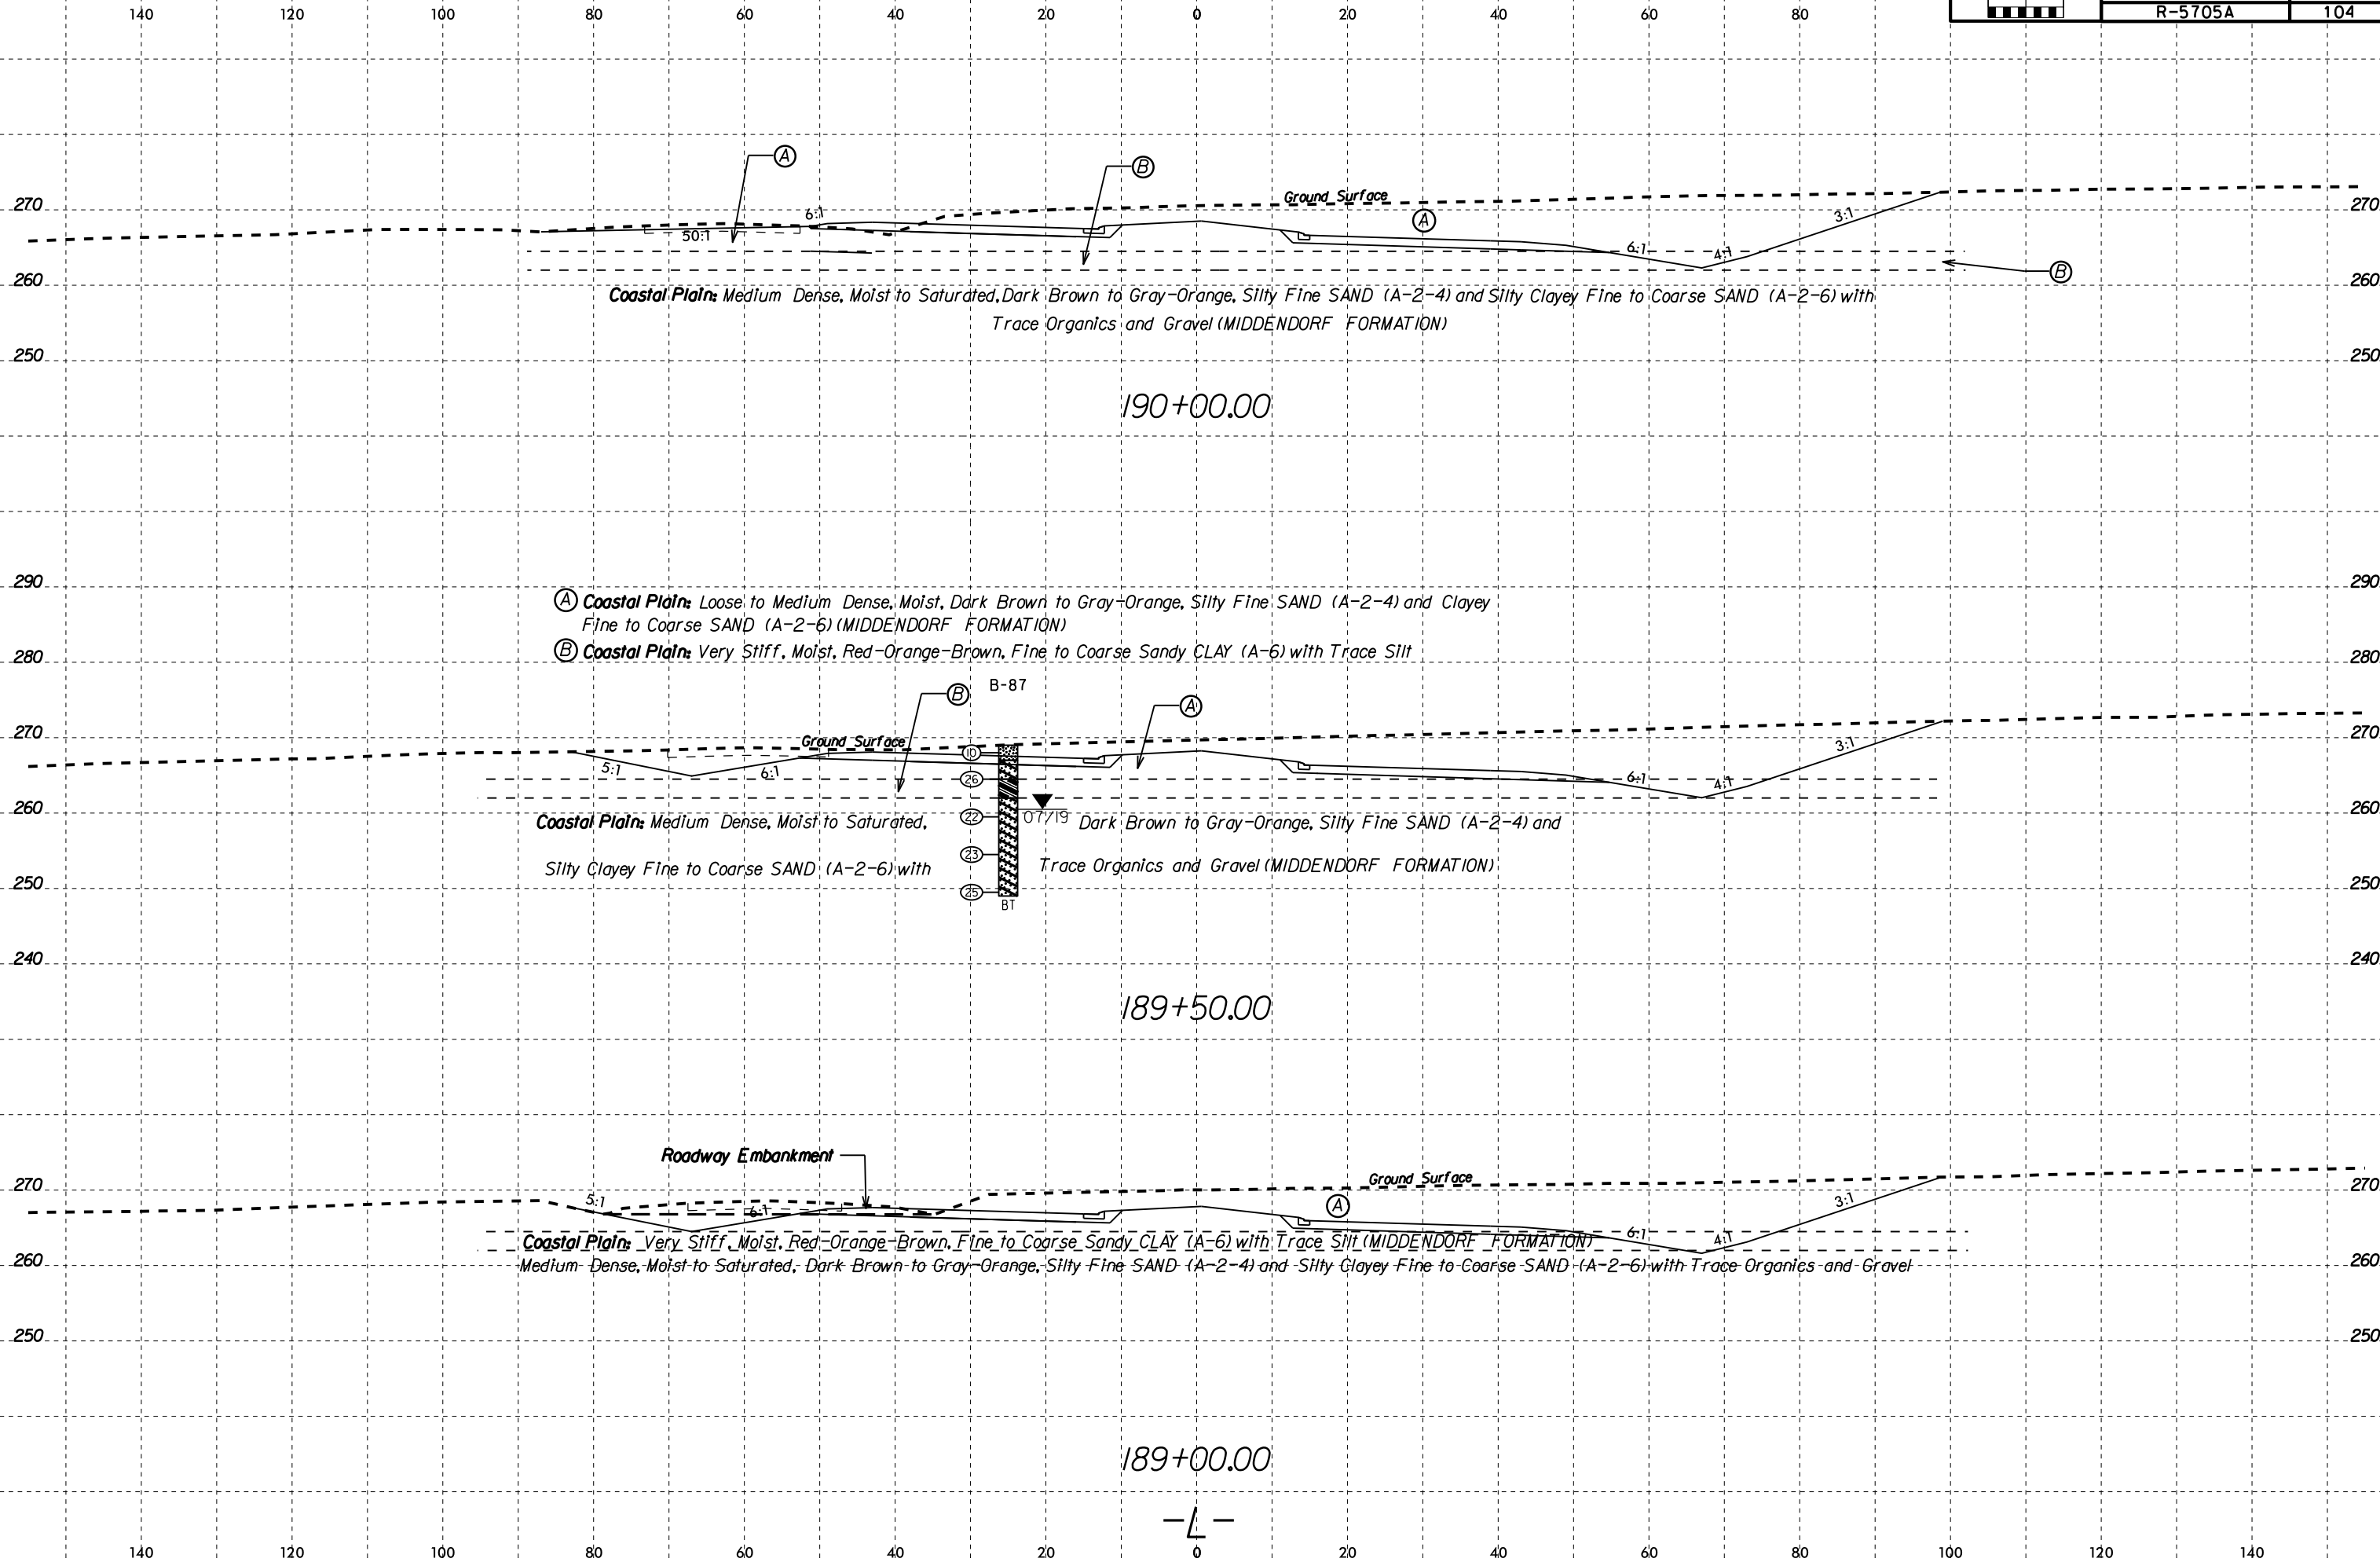 140 120 100 80 60 40 20 0 20 40 60 80
R-5705A 104
A
B
Ground Surface
270 270
6:1 A 3:1
50:1 6:1 4:1
260 B 260
Coastal Plain: Medium Dense, Moist to Saturated, Dark Brown to Gray-Orange, Silty Fine SAND (A-2-4) and Silty Clayey Fine to Coarse SAND (A-2-6) with
Trace Organics and Gravel (MIDDENDORF FORMATION)
250 250
190+00.00
290 290
A Coastal Plain: Loose to Medium Dense, Moist, Dark Brown to Gray-Orange, Silty Fine SAND (A-2-4) and Clayey
Fine to Coarse SAND (A-2-6) (MIDDENDORF FORMATION)
B Coastal Plain: Very Stiff, Moist, Red-Orange-Brown, Fine to Coarse Sandy CLAY (A-6) with Trace Silt
280 280
B B-87 A
270 270
Ground Surface 10 3:1
5:1 6:1 26 6:1 4:1
260 260
Coastal Plain: Medium Dense, Moist to Saturated, 22 07/19 Dark Brown to Gray-Orange, Silty Fine SAND (A-2-4) and
23
Silty Clayey Fine to Coarse SAND (A-2-6) with Trace Organics and Gravel (MIDDENDORF FORMATION)
250 25 250
BT
240 240
189+50.00
Roadway Embankment
Ground Surface
270 270
5:1 6:1 A 6:1 4:1 3:1
Coastal Plain: Very Stiff, Moist, Red-Orange-Brown, Fine to Coarse Sandy CLAY (A-6) with Trace Silt (MIDDENDORF FORMATION)
260 260
Medium Dense, Moist to Saturated, Dark Brown to Gray-Orange, Silty Fine SAND (A-2-4) and Silty Clayey Fine to Coarse SAND (A-2-6) with Trace Organics and Gravel
250 250
189+00.00
-L-
140 120 100 80 60 40 20 0 20 40 60 80 100 120 140